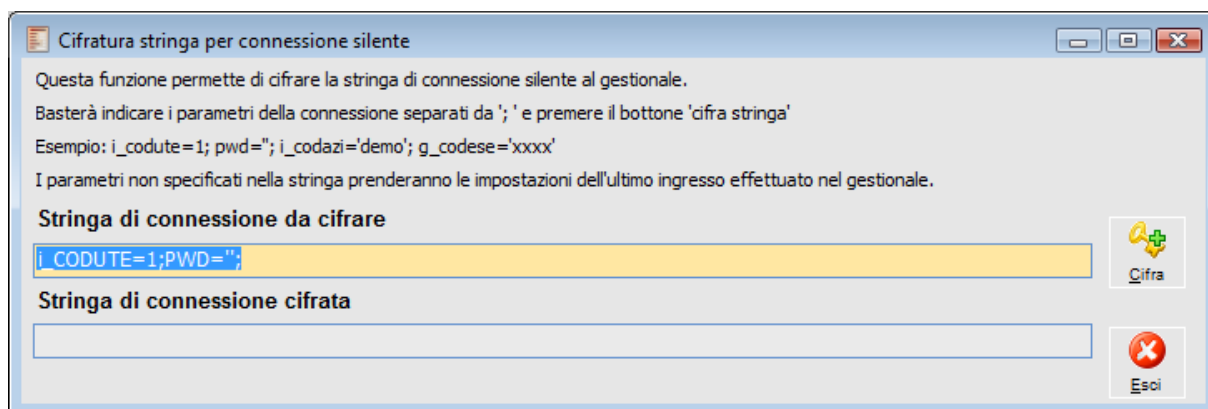 Cifratura stringa per connessione silente
Questa funzione permette di cifrare la stringa di connessione silente al gestionale.
Basterà indicare i parametri della connessione separati da '; ' e premere il bottone 'cifra stringa'
Esempio: i_codute=1; pwd=''; i_codazi='demo'; g_codese='xxxx'
I parametri non specificati nella stringa prenderanno le impostazioni dell'ultimo ingresso effettuato nel gestionale.
Stringa di connessione da cifrare
i_CODUTE=1;PWD='';
Cifra
Stringa di connessione cifrata
Esci